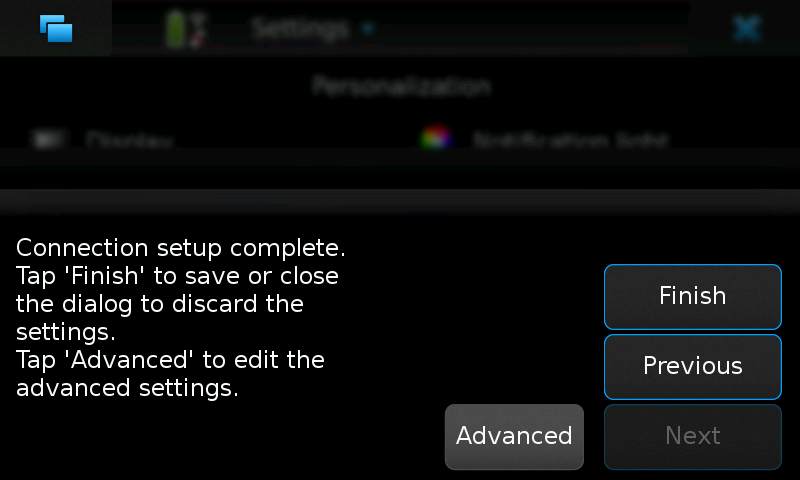 Settings
Personalization
Display
Notification light
Connection setup complete.
Tap 'Finish' to save or close
the dialog to discard the
settings.
Tap 'Advanced' to edit the
advanced settings.
Finish
Previous
Advanced
Next